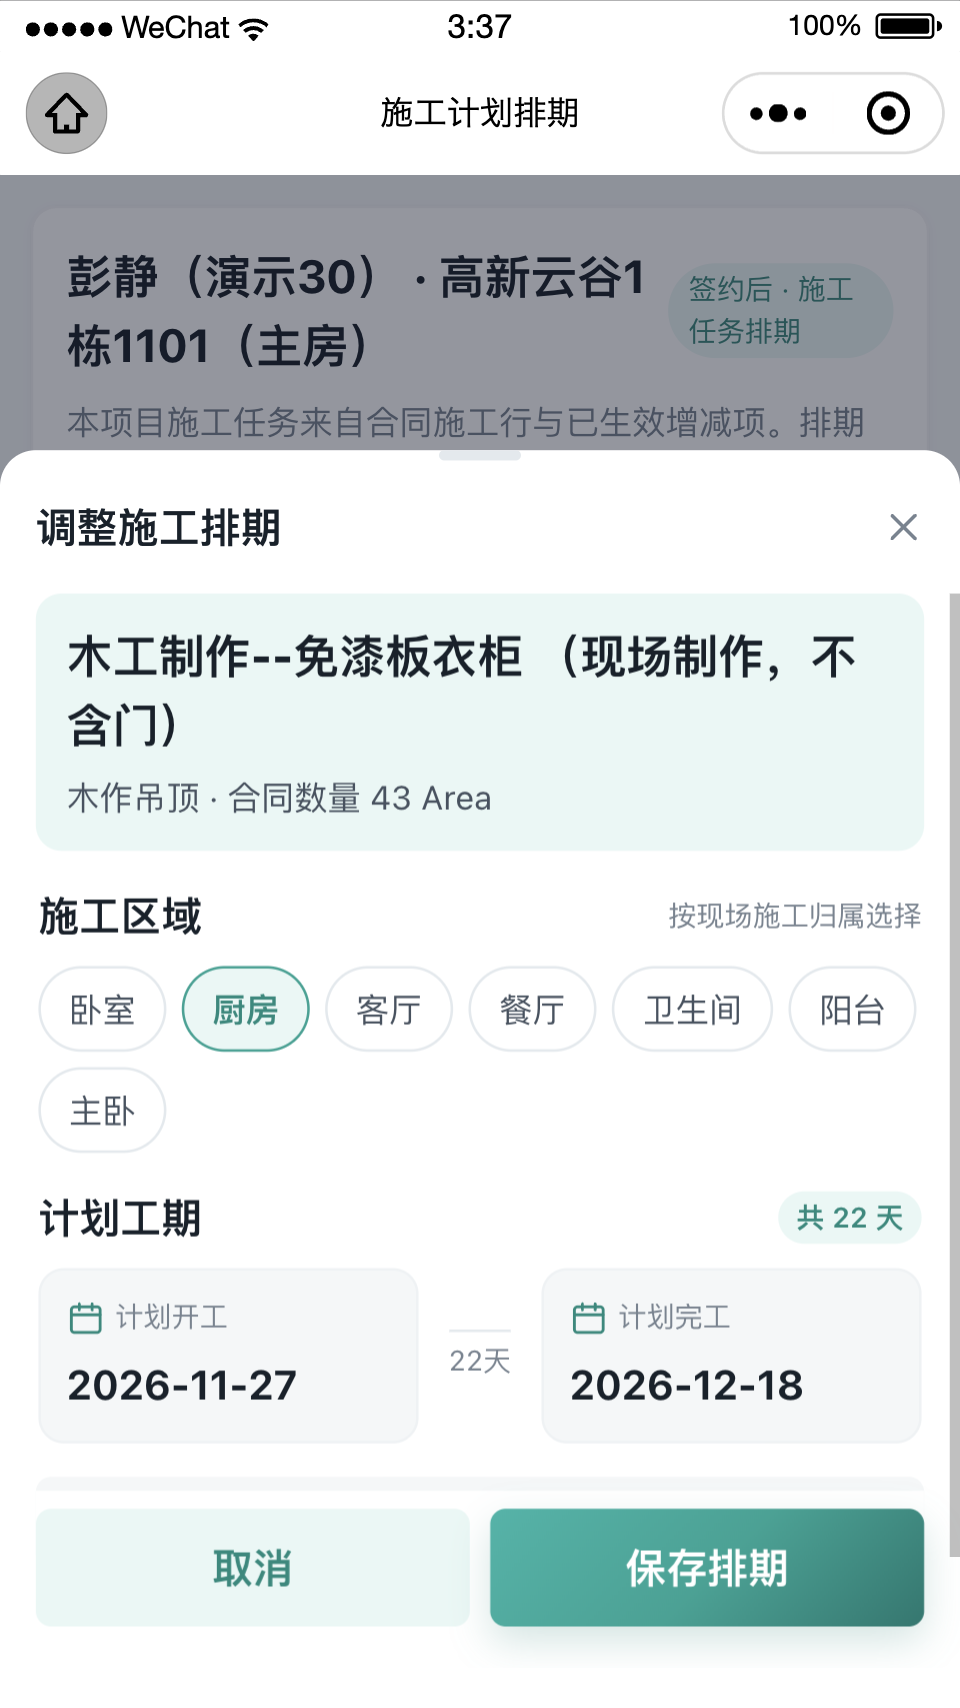 WeChat 3:37 100%
施工计划排期
彭静（演示30） · 高新云谷1
栋1101（主房）
签约后 · 施工
任务排期
本项目施工任务来自合同施工行与已生效增减项。排期
调整施工排期
木工制作--免漆板衣柜 （现场制作，不
含门）
木作吊顶 · 合同数量 43 Area
施工区域
按现场施工归属选择
卧室 厨房 客厅 餐厅 卫生间 阳台
主卧
计划工期
共 22 天
计划开工
2026-11-27
22天
计划完工
2026-12-18
取消
保存排期